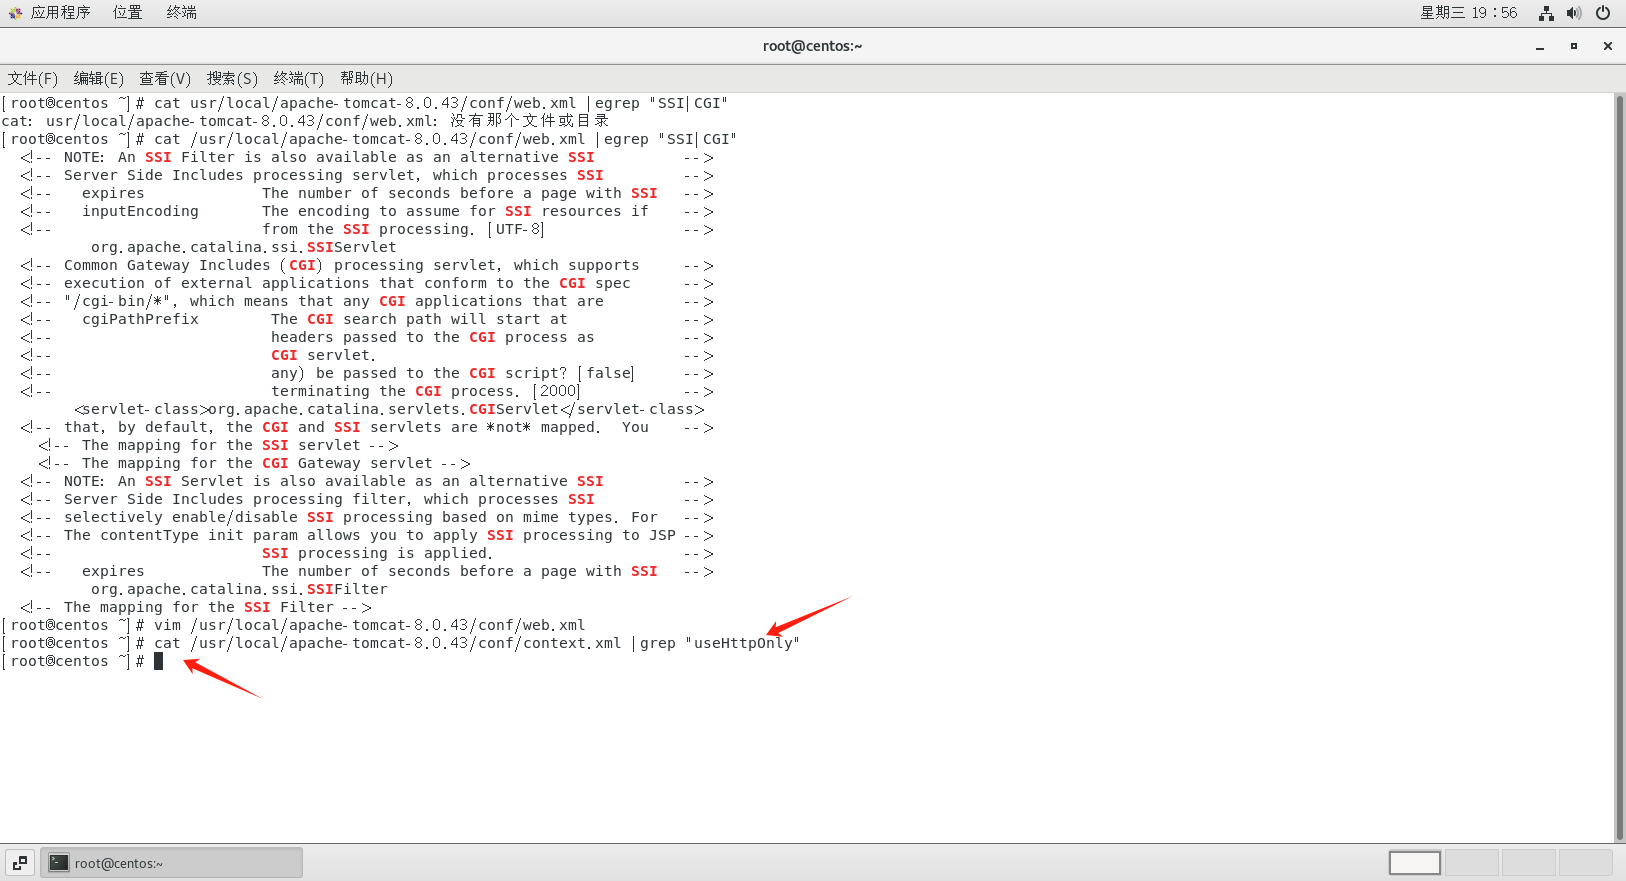 应用程序 位置 终端 星期三 19：56
root@centos:~
文件(F) 编辑(E) 查看(V) 搜索(S) 终端(T) 帮助(H)
[root@centos ~]# cat usr/local/apache-tomcat-8.0.43/conf/web.xml |egrep "SSI|CGI"
cat: usr/local/apache-tomcat-8.0.43/conf/web.xml: 没有那个文件或目录
[root@centos ~]# cat /usr/local/apache-tomcat-8.0.43/conf/web.xml |egrep "SSI|CGI"
<!-- NOTE: An SSI Filter is also available as an alternative SSI -->
<!-- Server Side Includes processing servlet, which processes SSI -->
<!-- expires The number of seconds before a page with SSI -->
<!-- inputEncoding The encoding to assume for SSI resources if -->
<!-- from the SSI processing. [UTF-8] -->
org.apache.catalina.ssi.SSIServlet
<!-- Common Gateway Includes (CGI) processing servlet, which supports -->
<!-- execution of external applications that conform to the CGI spec -->
<!-- "/cgi-bin/*", which means that any CGI applications that are -->
<!-- cgiPathPrefix The CGI search path will start at -->
<!-- headers passed to the CGI process as -->
<!-- CGI servlet. -->
<!-- any) be passed to the CGI script? [false] -->
<!-- terminating the CGI process. [2000] -->
<servlet-class>org.apache.catalina.servlets.CGIServlet</servlet-class>
<!-- that, by default, the CGI and SSI servlets are *not* mapped. You -->
<!-- The mapping for the SSI servlet -->
<!-- The mapping for the CGI Gateway servlet -->
<!-- NOTE: An SSI Servlet is also available as an alternative SSI -->
<!-- Server Side Includes processing filter, which processes SSI -->
<!-- selectively enable/disable SSI processing based on mime types. For -->
<!-- The contentType init param allows you to apply SSI processing to JSP -->
<!-- SSI processing is applied. -->
<!-- expires The number of seconds before a page with SSI -->
org.apache.catalina.ssi.SSIFilter
<!-- The mapping for the SSI Filter -->
[root@centos ~]# vim /usr/local/apache-tomcat-8.0.43/conf/web.xml
[root@centos ~]# cat /usr/local/apache-tomcat-8.0.43/conf/context.xml |grep "useHttpOnly"
[root@centos ~]#
root@centos:~